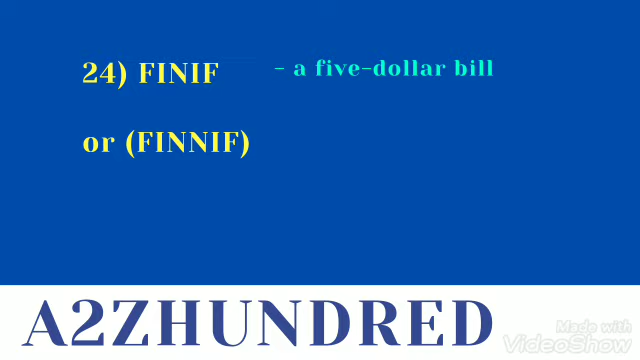 24) FINIF - a five-dollar bill
or (FINNIF)
A2ZHUNDRED
Made with
VideoShow